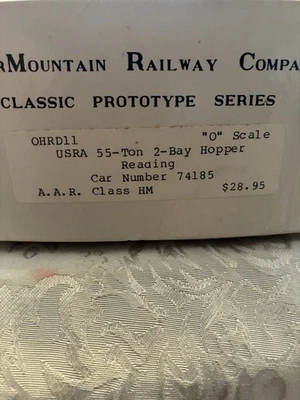 rMountain Railway Compa
Classic Prototype Series
OHRD11 "O" Scale
USRA 55-Ton 2-Bay Hopper
Reading
Car Number 74185
A.A.R. Class HM $28.95